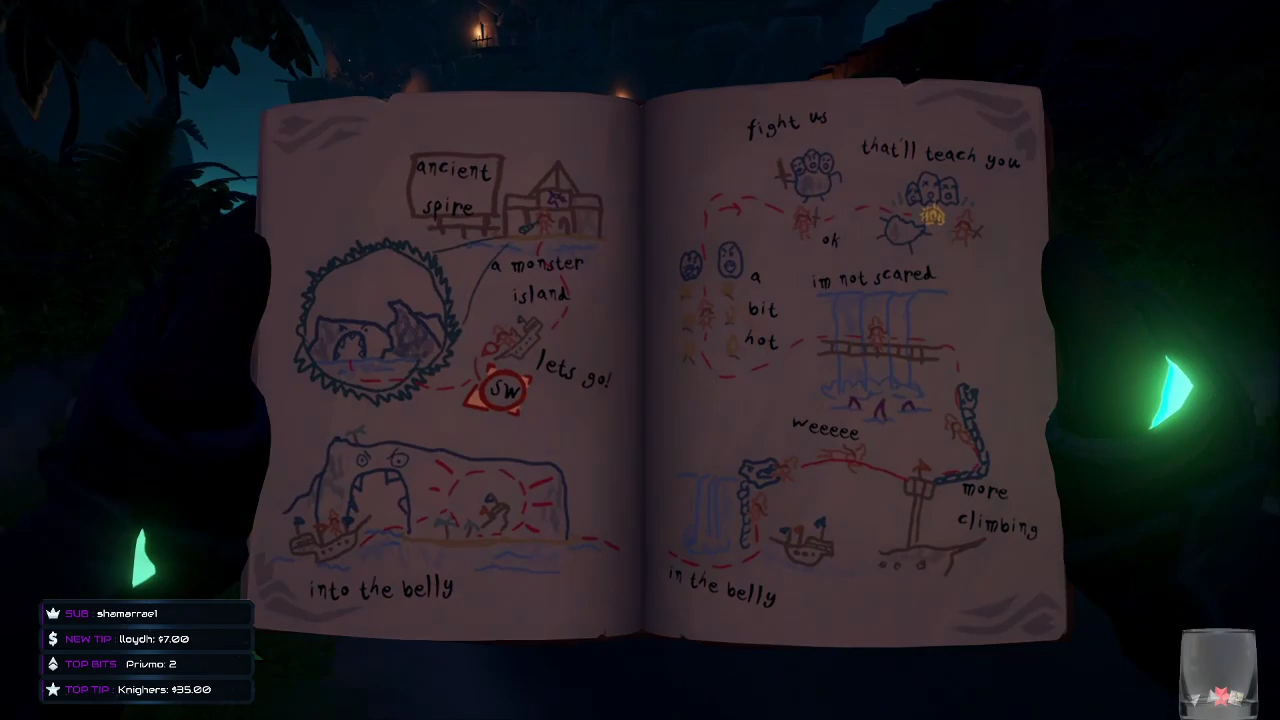 ancient
spire
a monster
island
lets go!
SW
into the belly
fight us
that'll teach you
ok
a
bit
hot
im not scared
weeeee
more
climbing
in the belly
SUB : shamarrae1
NEW TIP : lloydh: $7.00
TOP BITS Privmo: 2
TOP TIP : Knighers: $35.00